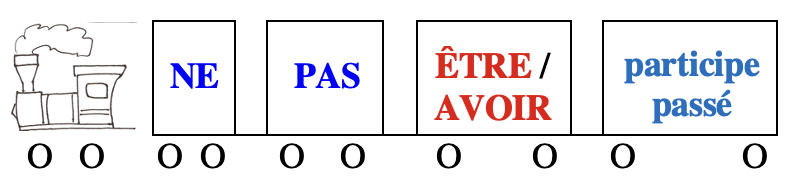 NE PAS ÊTRE / participe
AVOIR passé
O O O O O O O O O O